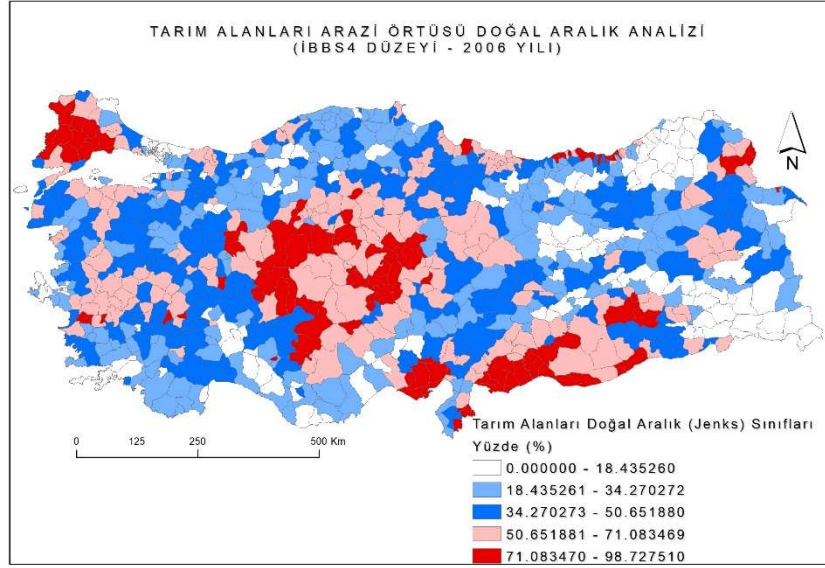 TARIM ALANLARI ARAZİ ÖRTÜSÜ DOĞAL ARALIK ANALİZİ
(İBBS4 DÜZEYİ - 2006 YILI)
N
0 125 250 500 Km
Tarım Alanları Doğal Aralık (Jenks) Sınıfları
Yüzde (%)
0.000000 - 18.435260
18.435261 - 34.270272
34.270273 - 50.651880
50.651881 - 71.083469
71.083470 - 98.727510